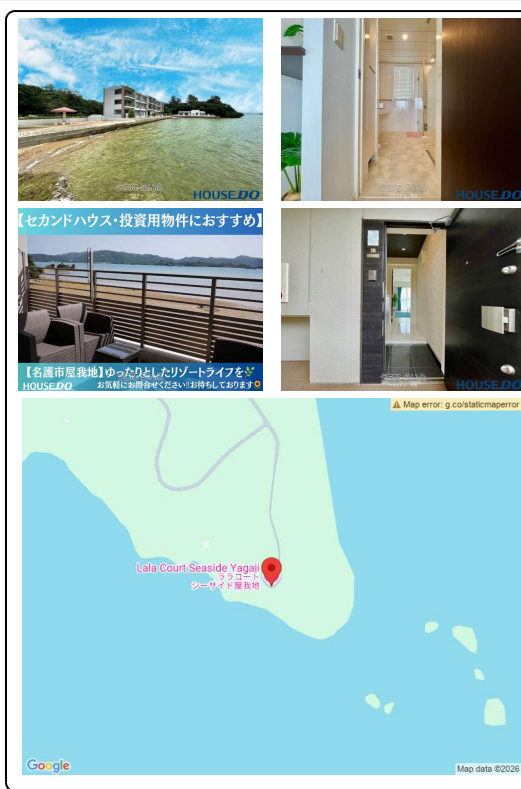 HOUSEDO
HOUSEDO
【セカンドハウス・投資用物件におすすめ】
【名護市屋我地】ゆったりとしたリゾートライフを
HOUSEDO
お気軽にお問合せください!!お待ちしております
HOUSEDO
Map error: g.co/staticmaperror
Lala Court Seaside Yagaji
ララコート
シーサイド屋我地
Google
Map data ©2026